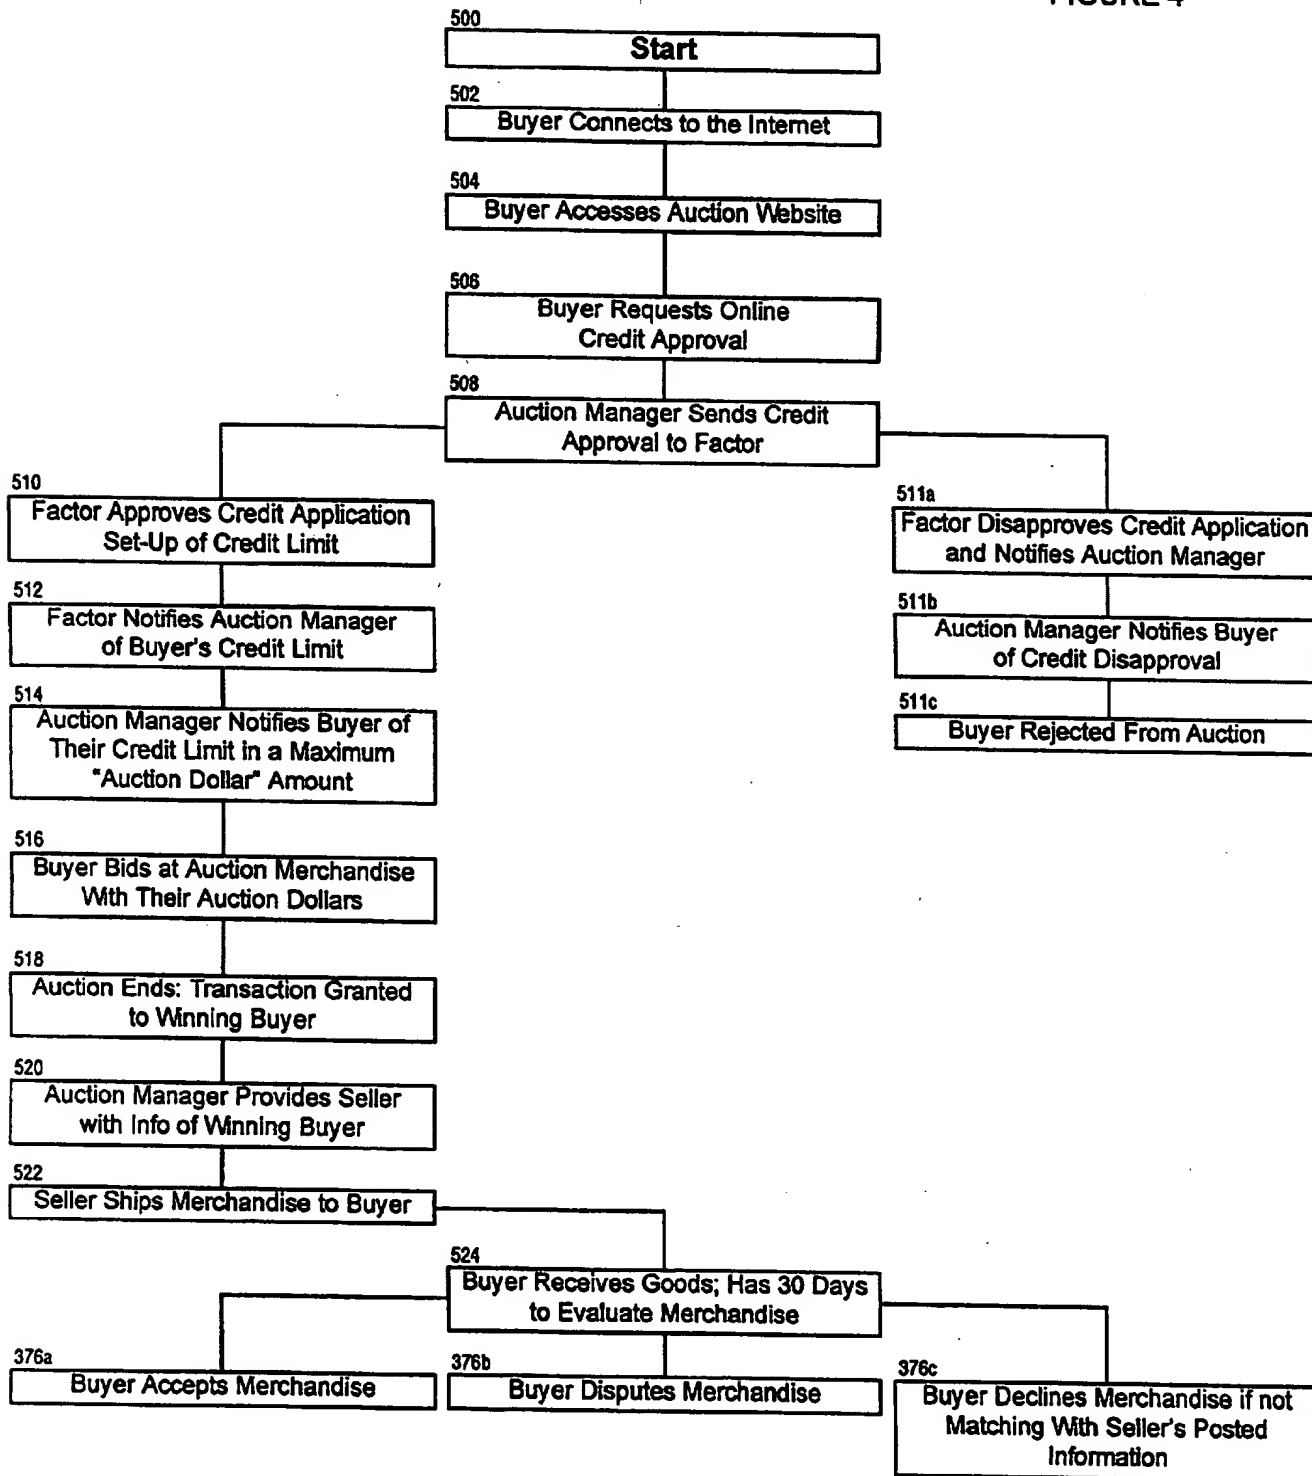 FIGURE 4
500
Start
502
Buyer Connects to the Internet
504
Buyer Accesses Auction Website
506
Buyer Requests Online
Credit Approval
508
Auction Manager Sends Credit
Approval to Factor
510
Factor Approves Credit Application
Set-Up of Credit Limit
512
Factor Notifies Auction Manager
of Buyer's Credit Limit
514
Auction Manager Notifies Buyer of
Their Credit Limit in a Maximum
"Auction Dollar" Amount
516
Buyer Bids at Auction Merchandise
With Their Auction Dollars
518
Auction Ends: Transaction Granted
to Winning Buyer
520
Auction Manager Provides Seller
with Info of Winning Buyer
522
Seller Ships Merchandise to Buyer
511a
Factor Disapproves Credit Application
and Notifies Auction Manager
511b
Auction Manager Notifies Buyer
of Credit Disapproval
511c
Buyer Rejected From Auction
524
Buyer Receives Goods; Has 30 Days
to Evaluate Merchandise
376a
Buyer Accepts Merchandise
376b
Buyer Disputes Merchandise
376c
Buyer Declines Merchandise if not
Matching With Seller's Posted
Information